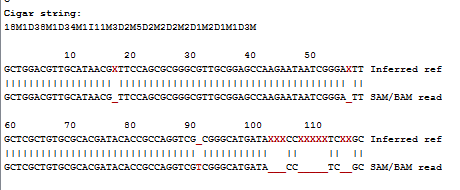 Cigar string:
18M1D38M1D34M1I11M3D2M5D2M2D2M2D1M2D1M1D3M
10 20 30 40 50
GCTGGACGTTGCATAACGXTTCCAGCGCGGGCGTTGCGGAGCCAAGAATAATCGGGAXTT Inferred ref
GCTGGACGTTGCATAACG_TTCCAGCGCGGGCGTTGCGGAGCCAAGAATAATCGGGA_TT SAM/BAM read
60 70 80 90 100 110
GCTCGCTGTGCGCACGATACACCGCCAGGTCG_CGGGCATGATAXXXCCXXXXXTCXXGC Inferred ref
GCTCGCTGTGCGCACGATACACCGCCAGGTCGTCGGGCATGATA___CC_____TC__GC SAM/BAM read